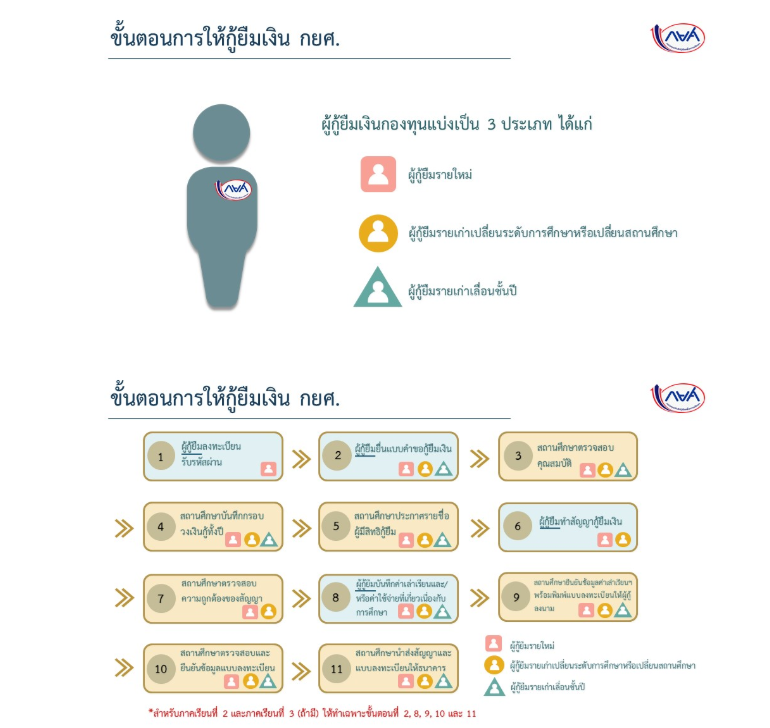 ขั้นตอนการให้กู้ยืมเงิน กยศ.
กยศ
ผู้กู้ยืมเงินกองทุนแบ่งเป็น 3 ประเภท ได้แก่
กยศ
ผู้กู้ยืมรายใหม่
ผู้กู้ยืมรายเก่าเปลี่ยนระดับการศึกษาหรือเปลี่ยนสถานศึกษา
ผู้กู้ยืมรายเก่าเลื่อนชั้นปี
ขั้นตอนการให้กู้ยืมเงิน กยศ.
กยศ
1
ผู้กู้ยืมลงทะเบียน
รับรหัสผ่าน
2
ผู้กู้ยืมยื่นแบบคำขอกู้ยืมเงิน
3
สถานศึกษาตรวจสอบ
คุณสมบัติ
4
สถานศึกษาบันทึกกรอบ
วงเงินกู้ทั้งปี
5
สถานศึกษาประกาศรายชื่อ
ผู้มีสิทธิกู้ยืม
6
ผู้กู้ยืมทำสัญญากู้ยืมเงิน
7
สถานศึกษาตรวจสอบ
ความถูกต้องของสัญญา
8
ผู้กู้ยืมบันทึกค่าเล่าเรียนและ/
หรือค่าใช้จ่ายที่เกี่ยวเนื่องกับ
การศึกษา
9
สถานศึกษายืนยันข้อมูลค่าเล่าเรียนฯ
พร้อมพิมพ์แบบลงทะเบียนให้ผู้กู้
ลงนาม
10
สถานศึกษาตรวจสอบและ
ยืนยันข้อมูลแบบลงทะเบียน
11
สถานศึกษานำส่งสัญญาและ
แบบลงทะเบียนให้ธนาคาร
ผู้กู้ยืมรายใหม่
ผู้กู้ยืมรายเก่าเปลี่ยนระดับการศึกษาหรือเปลี่ยนสถานศึกษา
ผู้กู้ยืมรายเก่าเลื่อนชั้นปี
*สำหรับภาคเรียนที่ 2 และภาคเรียนที่ 3 (ถ้ามี) ให้ทำเฉพาะขั้นตอนที่ 2, 8, 9, 10 และ 11